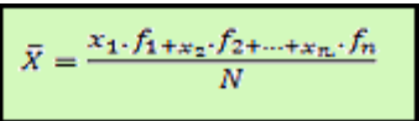 X̄ = x₁.f₁₊ₓ₂.f₂₊...₊ₓₙ.fₙ / N